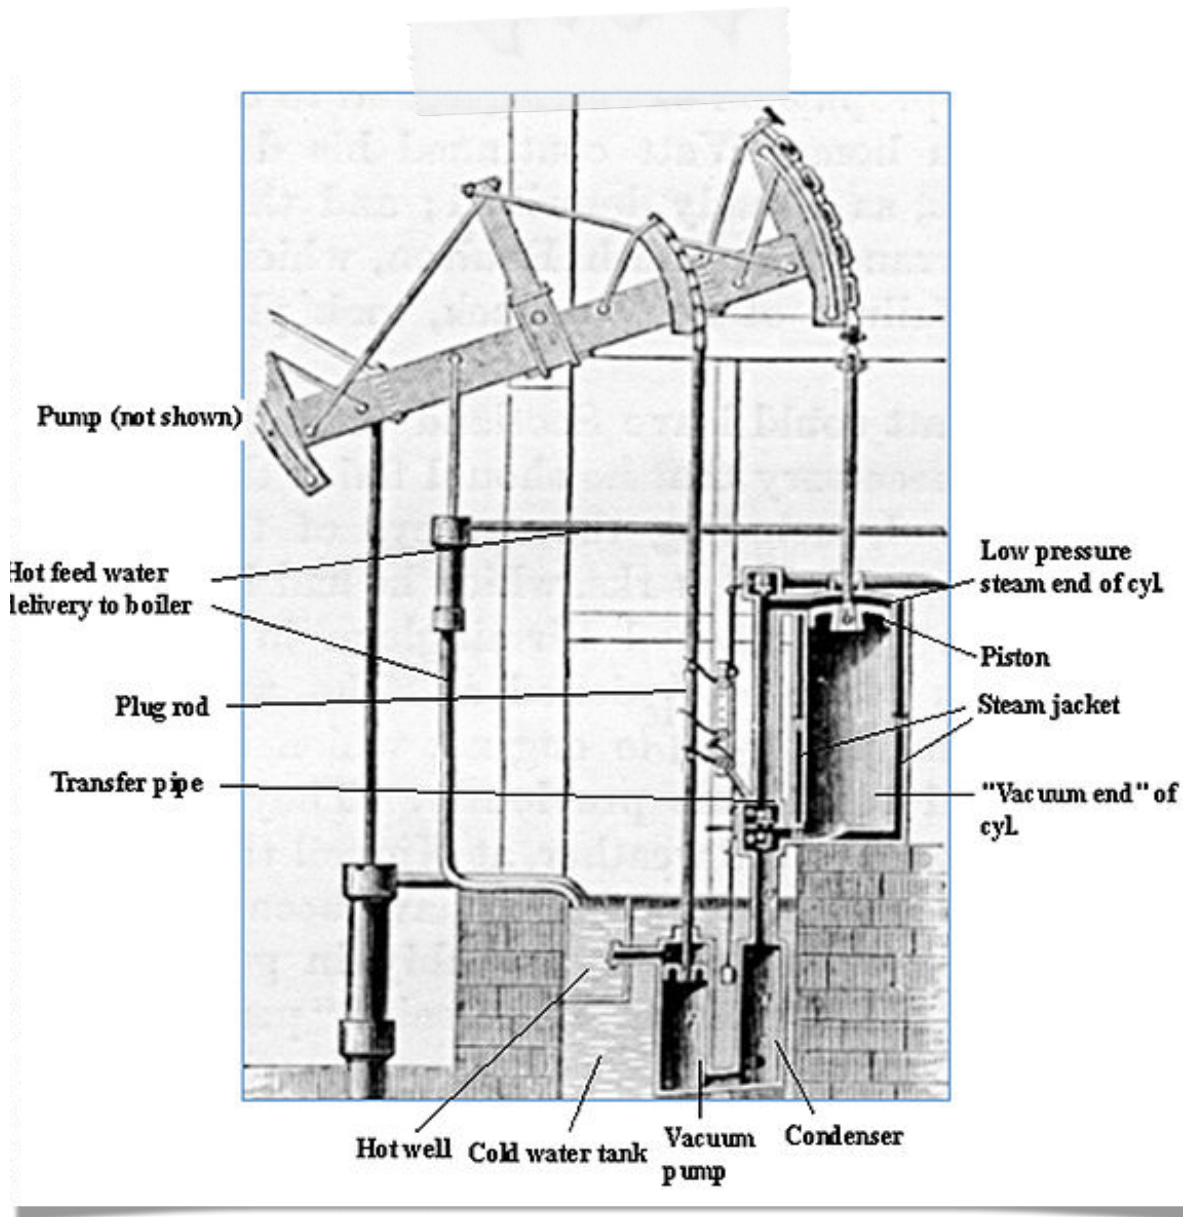 Pump (not shown)
Hot feed water
delivery to boiler
Plug rod
Transfer pipe
Low pressure
steam end of cyl.
Piston
Steam jacket
"Vacuum end" of
cyl.
Hot well
Cold water tank
Vacuum
pump
Condenser